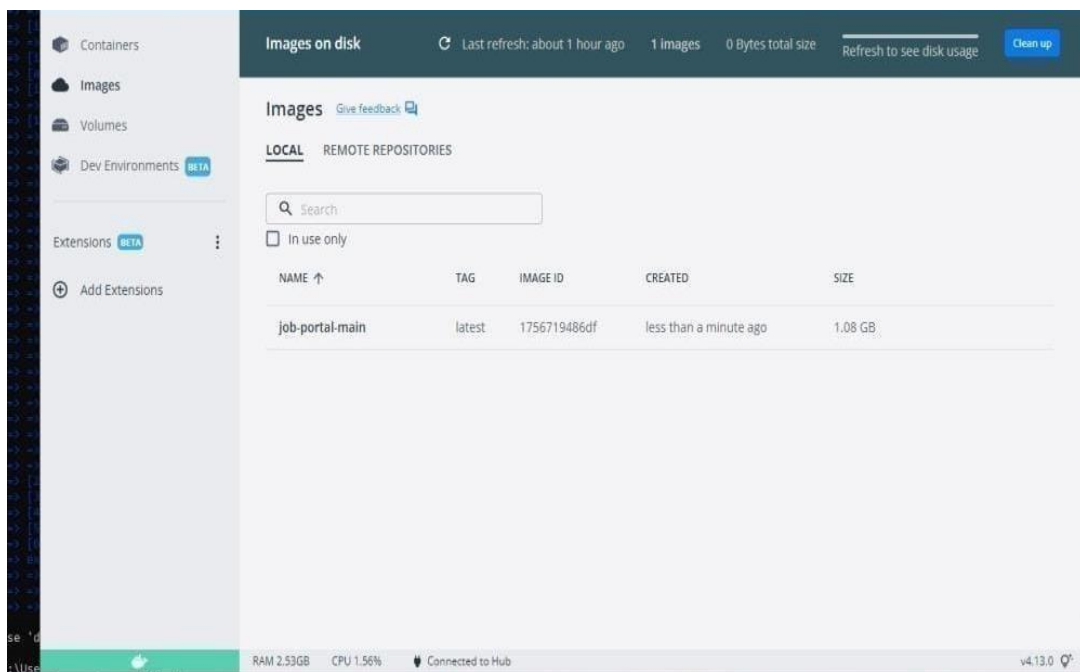 Containers
Images
Volumes
Dev Environments BETA
Extensions BETA
Add Extensions
Images on disk Last refresh: about 1 hour ago 1 images 0 Bytes total size Refresh to see disk usage Clean up
Images Give feedback
LOCAL REMOTE REPOSITORIES
Search
In use only
NAME TAG IMAGE ID CREATED SIZE
job-portal-main latest 1756719486df less than a minute ago 1.08 GB
se 'd
:\Use
RAM 2.53GB CPU 1.56% Connected to Hub v4.13.0